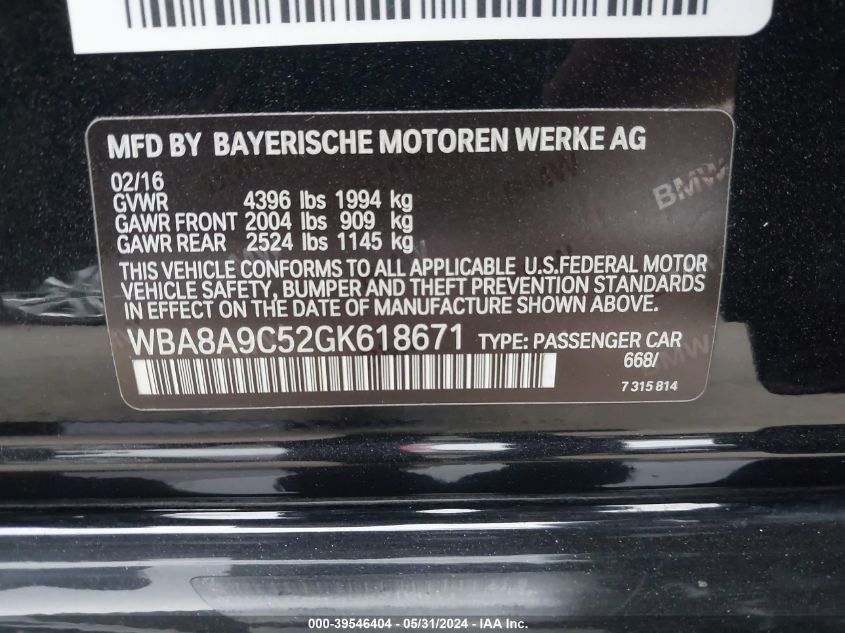 MFD BY BAYERISCHE MOTOREN WERKE AG
02/16
GVWR 4396 lbs 1994 kg
GAWR FRONT 2004 lbs 909 kg
GAWR REAR 2524 lbs 1145 kg
BMW
THIS VEHICLE CONFORMS TO ALL APPLICABLE U.S.FEDERAL MOTOR
VEHICLE SAFETY, BUMPER AND THEFT PREVENTION STANDARDS
IN EFFECT ON THE DATE OF MANUFACTURE SHOWN ABOVE.
WBA8A9C52GK618671 TYPE: PASSENGER CAR
668/
7 315 814
000-39546404 - 05/31/2024 - IAA Inc.